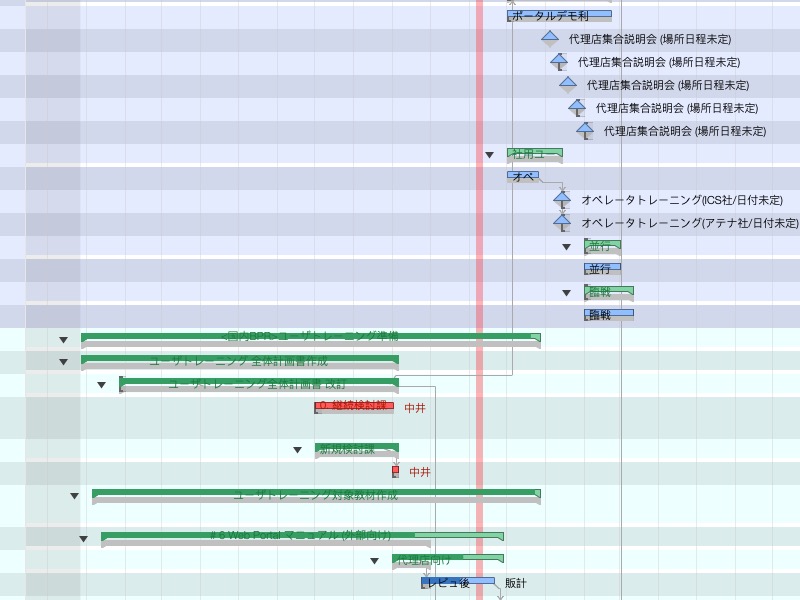 ポータルデモ利
代理店集合説明会 (場所日程未定)
代理店集合説明会 (場所日程未定)
代理店集合説明会 (場所日程未定)
代理店集合説明会 (場所日程未定)
代理店集合説明会 (場所日程未定)
社用ユー
オペ
オペレータトレーニング(ICS社/日付未定)
オペレータトレーニング(アテナ社/日付未定)
並行
並行
臨戦
臨戦
<国内BPR>ユーザトレーニング準備
ユーザトレーニング 全体計画書作成
ユーザトレーニング全体計画書 改訂
0. 継続検討課 中井
新規検討課
中井
ユーザトレーニング対象教材作成
# 6 Web Portal マニュアル (外部向け)
代理店向け
レビュ後 販計